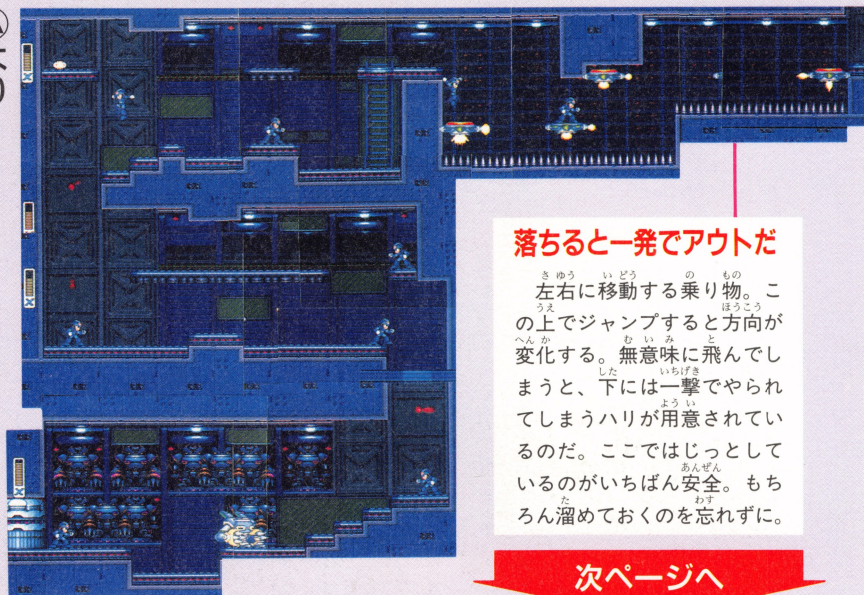 落ちると一発でアウトだ
左右に移動する乗り物。こ
の上でジャンプすると方向が
変化する。無意味に飛んでし
まうと、下には一撃でやられ
てしまうハリが用意されてい
るのだ。ここではじっとして
いるのがいちばん安全。もち
ろん溜めておくのを忘れずに。
次ページへ